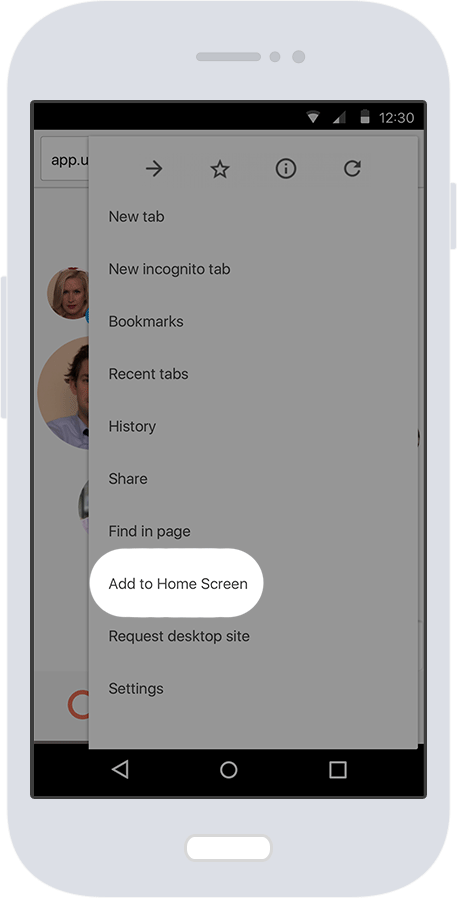 12:30
app.u
New tab
New incognito tab
Bookmarks
Recent tabs
History
Share
Find in page
Add to Home Screen
Request desktop site
Settings